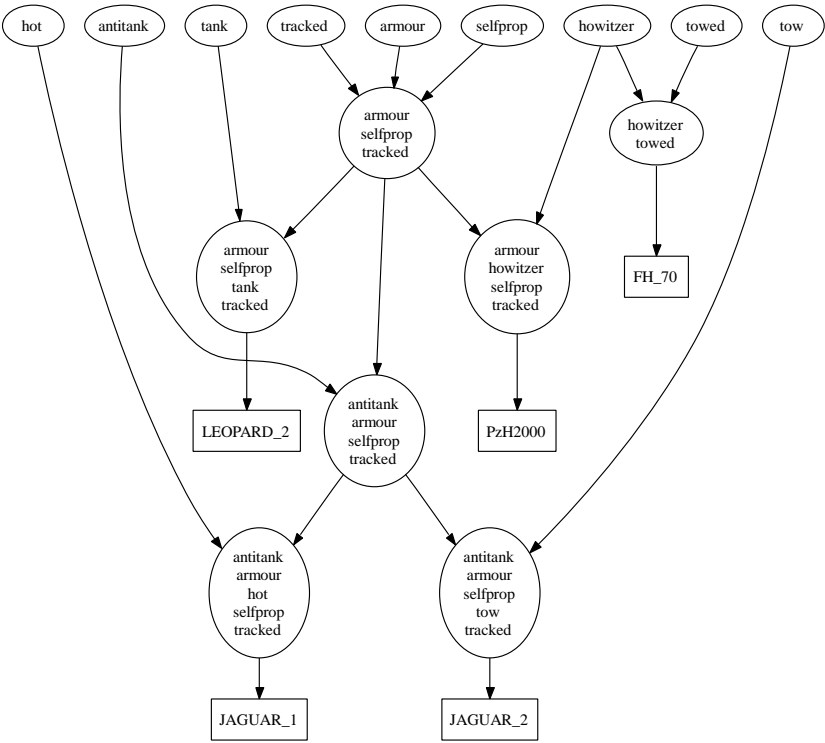 hot
antitank
tank
tracked
armour
selfprop
howitzer
towed
tow
armour
selfprop
tracked
howitzer
towed
armour
selfprop
tank
tracked
armour
howitzer
selfprop
tracked
FH_70
antitank
armour
selfprop
tracked
LEOPARD_2
PzH2000
antitank
armour
hot
selfprop
tracked
antitank
armour
selfprop
tow
tracked
JAGUAR_1
JAGUAR_2